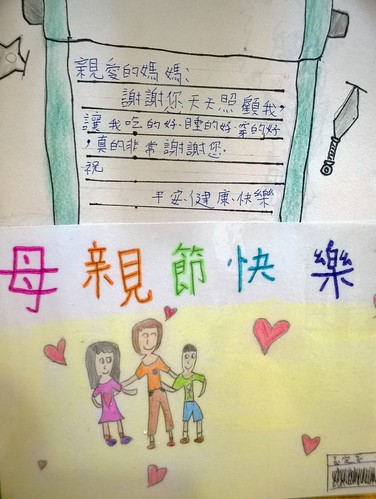 親愛的媽媽：
謝謝您天天照顧我，
讓我吃的好、睡的好、穿的好
，真的非常謝謝您。
祝
平安、健康、快樂
母親節快樂